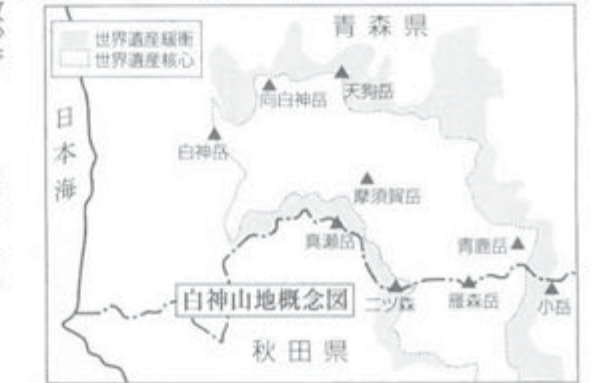 青森県
世界遺産緩衝
世界遺産核心
向白神岳
天狗岳
日本海
白神岳
摩須賀岳
真瀬岳
青鹿岳
白神山地概念図
二ツ森
雁森岳
小岳
秋田県